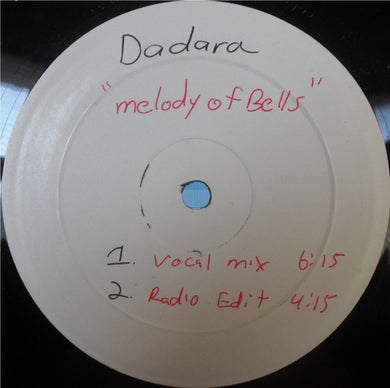 Dadara
"melody of Bells"
1. Vocal mix 6:15
2. Radio Edit 4:15